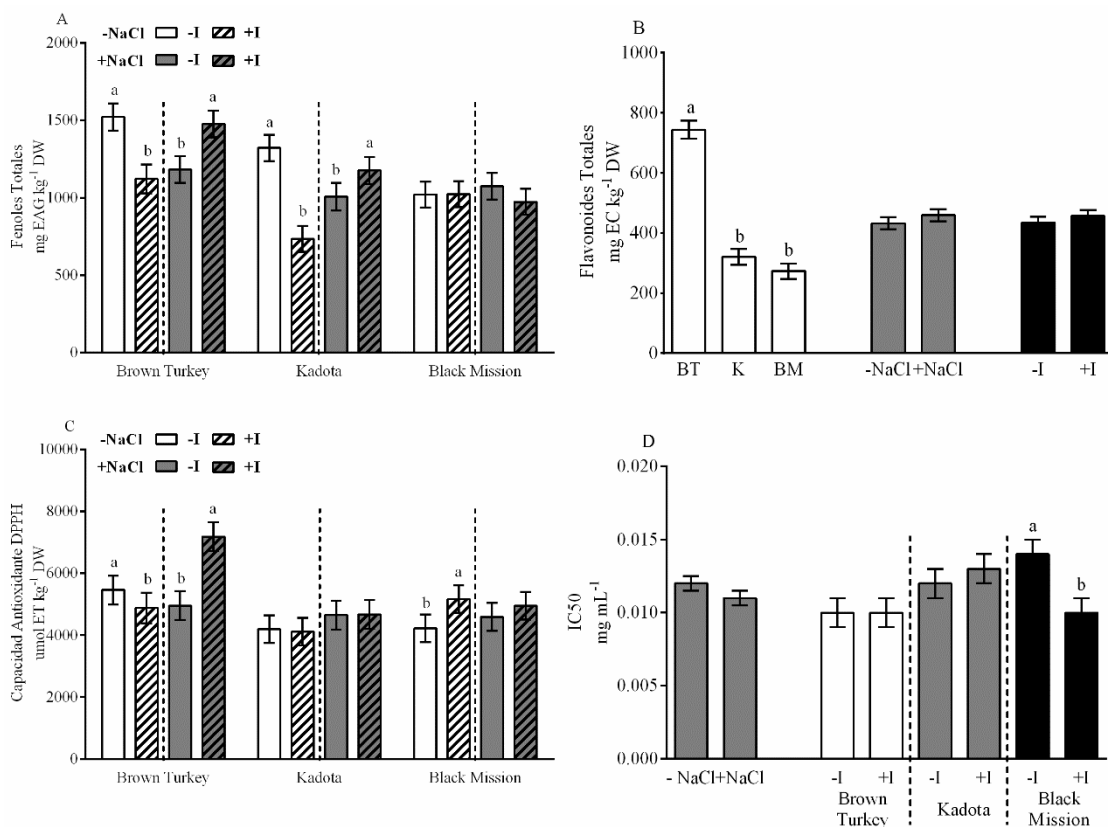 A
-NaCl -I +I
+NaCl -I +I
Fenoles Totales
mg EAG kg-1 DW
2000
1500
1000
500
0
a
b
b
a
a
b
b
a
Brown Turkey
Kadota
Black Mission
B
Flavonoides Totales
mg EC kg-1 DW
1000
800
600
400
200
0
a
b
b
BT
K
BM
-NaCl+NaCl
-I
+I
C
-NaCl -I +I
+NaCl -I +I
Capacidad Antioxidante DPPH
umol ET kg-1 DW
10000
8000
6000
4000
2000
0
a
b
b
a
b
a
Brown Turkey
Kadota
Black Mission
D
IC50
mg mL-1
0.020
0.015
0.010
0.005
0.000
a
b
- NaCl+NaCl
-I
+I
-I
+I
-I
+I
Brown
Turkey
Kadota
Black
Mission